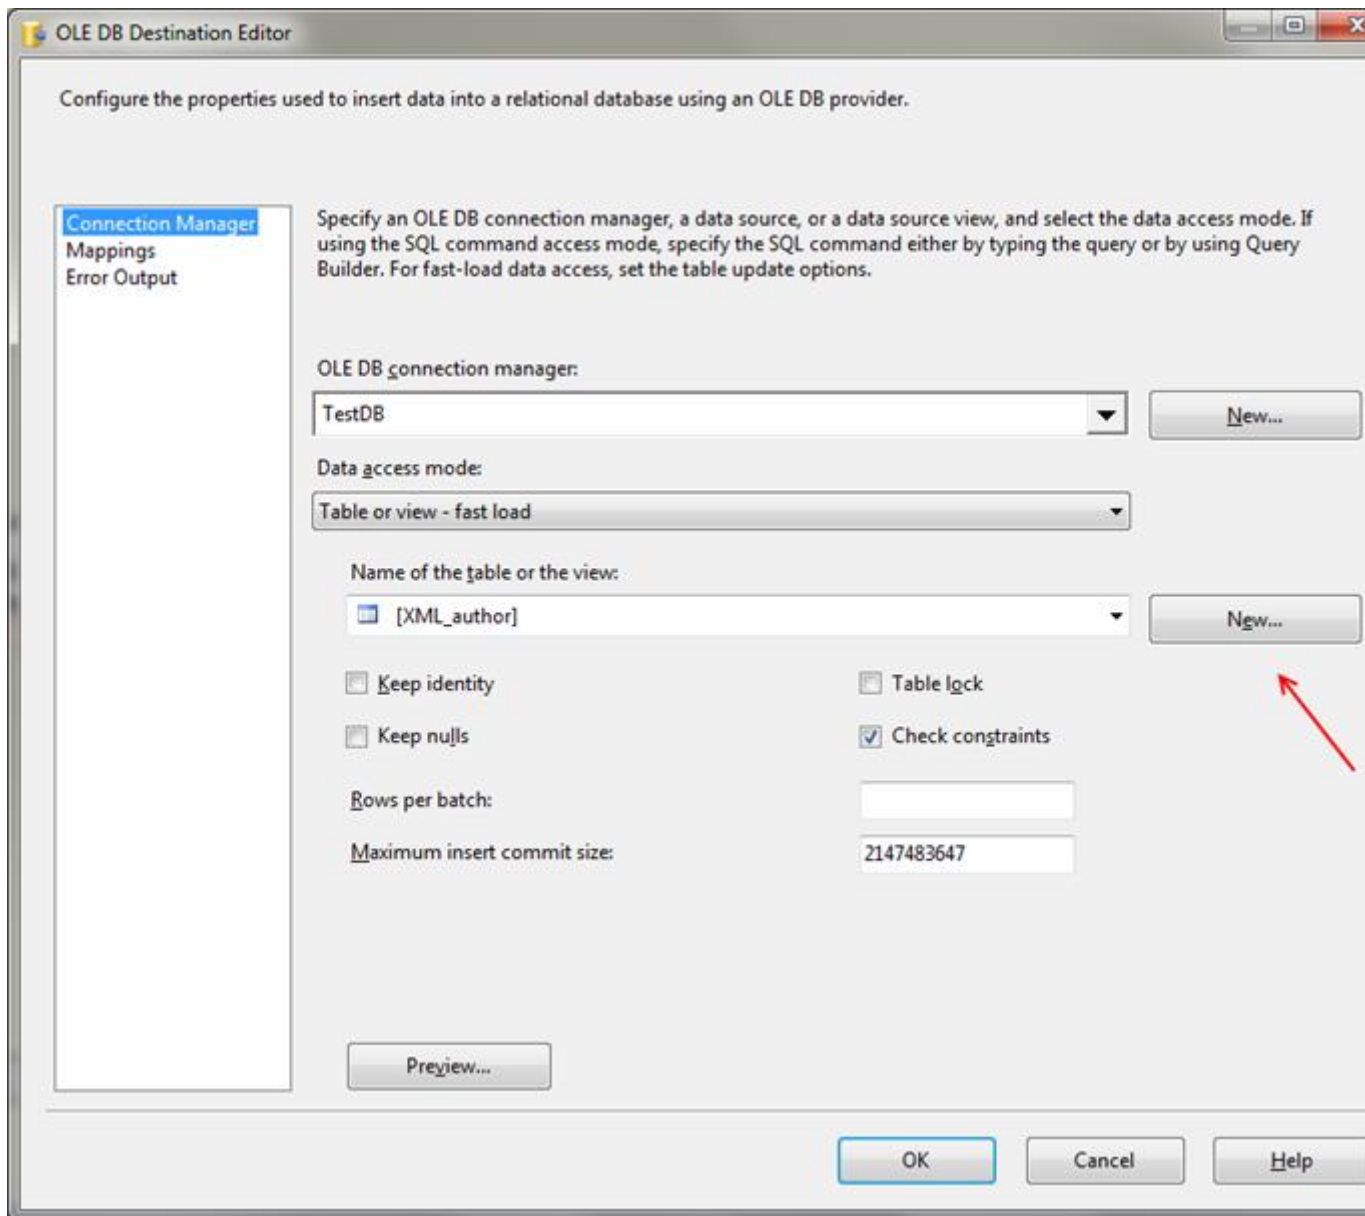 OLE DB Destination Editor
Configure the properties used to insert data into a relational database using an OLE DB provider.
Connection Manager
Mappings
Error Output
Specify an OLE DB connection manager, a data source, or a data source view, and select the data access mode. If
using the SQL command access mode, specify the SQL command either by typing the query or by using Query
Builder. For fast-load data access, set the table update options.
OLE DB connection manager:
TestDB
New...
Data access mode:
Table or view - fast load
Name of the table or the view:
[XML_author]
New...
Keep identity
Table lock
Keep nulls
Check constraints
Rows per batch:
Maximum insert commit size:
2147483647
Preview...
OK
Cancel
Help